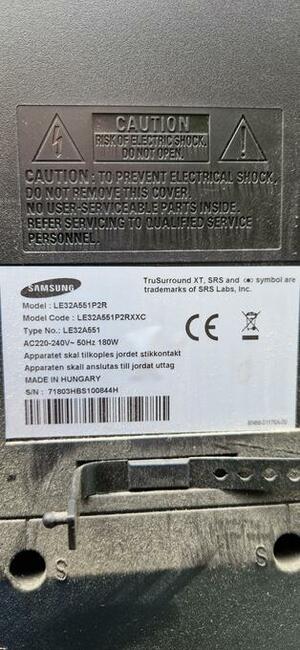 CAUTION
RISK OF ELECTRIC SHOCK.
DO NOT OPEN.
CAUTION : TO PREVENT ELECTRICAL SHOCK,
DO NOT REMOVE THIS COVER.
NO USER-SERVICEABLE PARTS INSIDE.
REFER SERVICING TO QUALIFIED SERVICE
PERSONNEL.
SAMSUNG
TruSurround XT, SRS and (●) symbol are
trademarks of SRS Labs, Inc.
Model : LE32A551P2R
Model Code : LE32A551P2RXXC
Type No.: LE32A551
AC220-240V~ 50Hz 180W
CE
Apparatet skal tilkoples jordet stikkontakt
Apparaten skall anslutas till jordat uttag
MADE IN HUNGARY
S/N : 71803HBS100844H
S
S